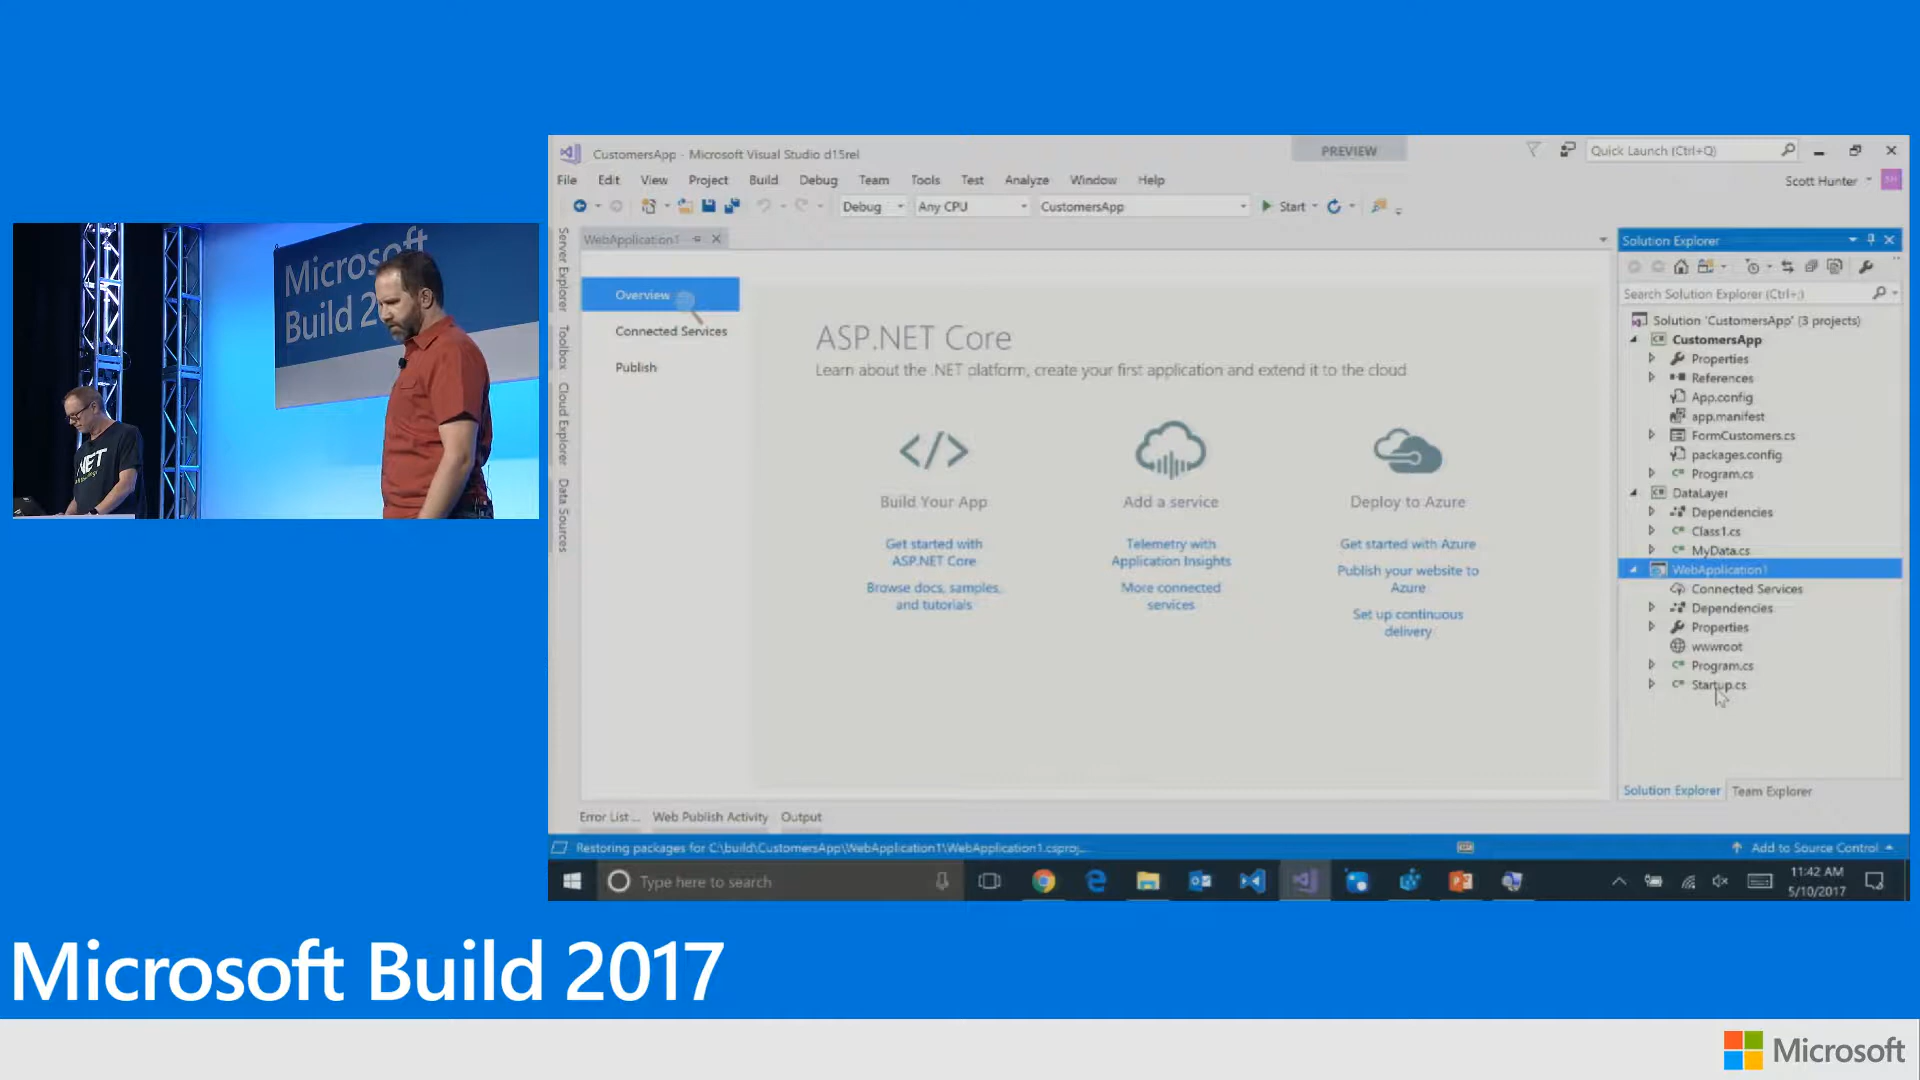 CustomersApp - Microsoft Visual Studio d15rel
PREVIEW
Quick Launch (Ctrl+Q)
File Edit View Project Build Debug Team Tools Test Analyze Window Help
Scott Hunter
SH
Debug Any CPU CustomersApp Start
Server Explorer
Toolbox
Cloud Explorer
Data Sources
WebApplication1
Overview
Connected Services
Publish
ASP.NET Core
Learn about the .NET platform, create your first application and extend it to the cloud
Build Your App
Get started with
ASP.NET Core
Browse docs, samples,
and tutorials
Add a service
Telemetry with
Application Insights
More connected
services
Deploy to Azure
Get started with Azure
Publish your website to
Azure
Set up continuous
delivery
Solution Explorer
Search Solution Explorer (Ctrl+;)
Solution 'CustomersApp' (3 projects)
CustomersApp
Properties
References
App.config
app.manifest
FormCustomers.cs
packages.config
Program.cs
DataLayer
Dependencies
Class1.cs
MyData.cs
WebApplication1
Connected Services
Dependencies
Properties
wwwroot
Program.cs
Startup.cs
Solution Explorer Team Explorer
Error List ... Web Publish Activity Output
Restoring packages for C:\build\CustomersApp\WebApplication1\WebApplication1.csproj...
Add to Source Control
Type here to search
11:42 AM
5/10/2017
Microsoft
Build 2
.NET
Microsoft Build 2017
Microsoft